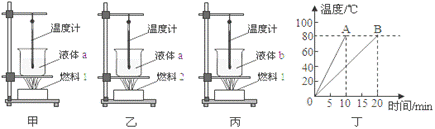 温度计
液体a
燃料1
甲
温度计
液体a
燃料2
乙
温度计
液体b
燃料1
丙
温度/℃
100
80
60
40
20
0
A
B
5
10
15
20
时间/min
丁